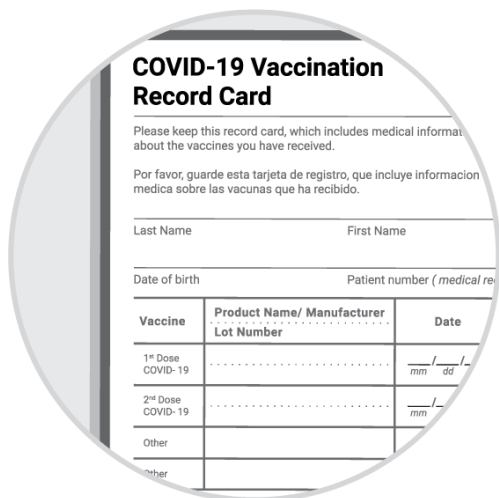 COVID-19 Vaccination
Record Card
Please keep this record card, which includes medical
about the vaccines you have received.
Por favor, guarde esta tarjeta de registro, que incluye informacion
medica sobre las vacunas que ha recibido.
Last Name First Name
Date of birth Patient number ( medical
Vaccine Product Name/ Manufacturer Date
Lot Number
1st Dose
COVID- 19
mm dd
2nd Dose
COVID- 19
mm
Other
Other